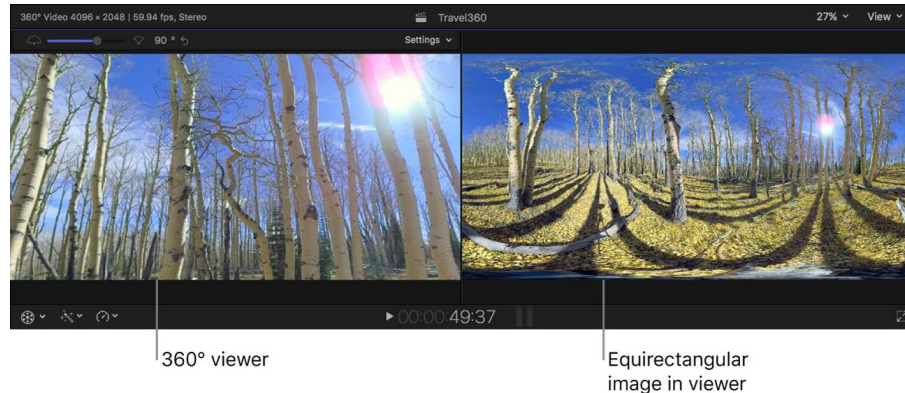 360° Video 4096 × 2048 | 59.94 fps, Stereo
Travel360
27%
View
90 °
Settings
00:00:49:37
360° viewer
Equirectangular
image in viewer